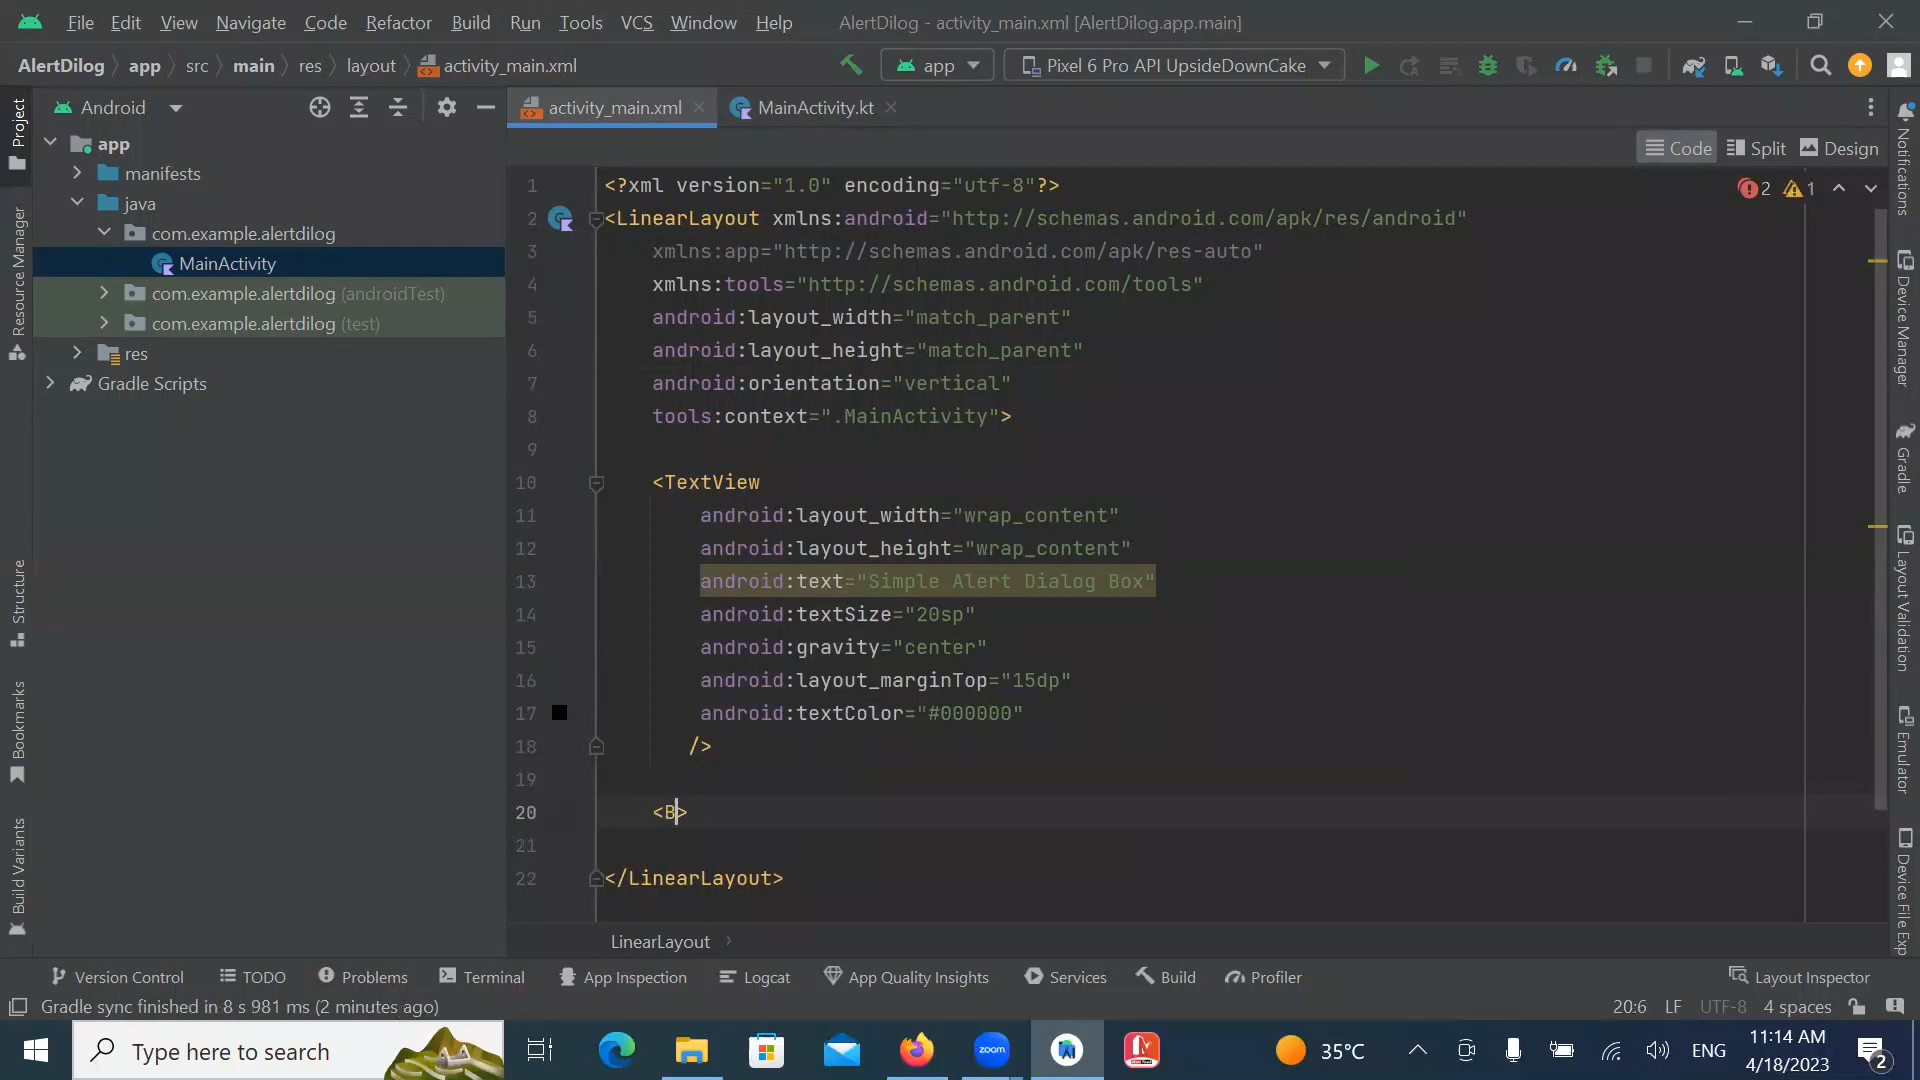 File Edit View Navigate Code Refactor Build Run Tools VCS Window Help AlertDilog - activity_main.xml [AlertDilog.app.main]
AlertDilog app src main res layout activity_main.xml app Pixel 6 Pro API UpsideDownCake
Android
activity_main.xml
MainActivity.kt
Code Split Design
app
manifests
java
com.example.alertdilog
MainActivity
com.example.alertdilog (androidTest)
com.example.alertdilog (test)
res
Gradle Scripts
2 1
1 <?xml version="1.0" encoding="utf-8"?>
2 <LinearLayout xmlns:android="http://schemas.android.com/apk/res/android"
3 xmlns:app="http://schemas.android.com/apk/res-auto"
4 xmlns:tools="http://schemas.android.com/tools"
5 android:layout_width="match_parent"
6 android:layout_height="match_parent"
7 android:orientation="vertical"
8 tools:context=".MainActivity">
9
10 <TextView
11 android:layout_width="wrap_content"
12 android:layout_height="wrap_content"
13 android:text="Simple Alert Dialog Box"
14 android:textSize="20sp"
15 android:gravity="center"
16 android:layout_marginTop="15dp"
17 android:textColor="#000000"
18 />
19
20 <B>
21
22 </LinearLayout>
LinearLayout
Project
Resource Manager
Structure
Bookmarks
Build Variants
Notifications
Device Manager
Gradle
Layout Validation
Emulator
Device File Exp
Version Control TODO Problems Terminal App Inspection Logcat App Quality Insights Services Build Profiler Layout Inspector
Gradle sync finished in 8 s 981 ms (2 minutes ago) 20:6 LF UTF-8 4 spaces
Type here to search
zoom
35°C
ENG
11:14 AM
4/18/2023
2